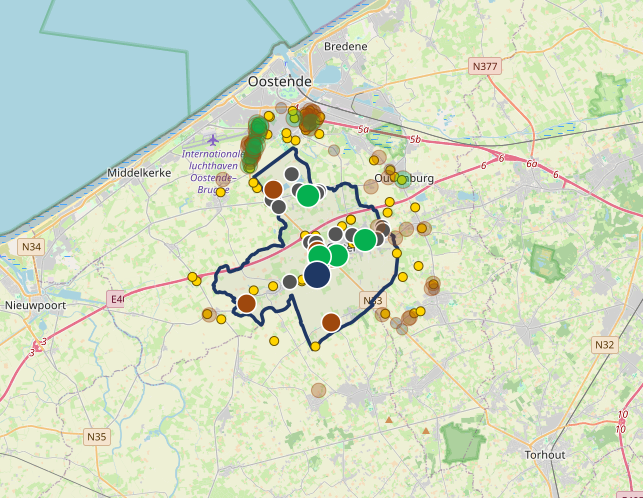 Bredene
N377
Oostende
5a
5b
6
6a
Internationale
luchthaven
Oostende-
Brugge
Middelkerke
Oudenburg
N34
E40
Nieuwpoort
N33
3
3
N32
10
10
N35
Torhout